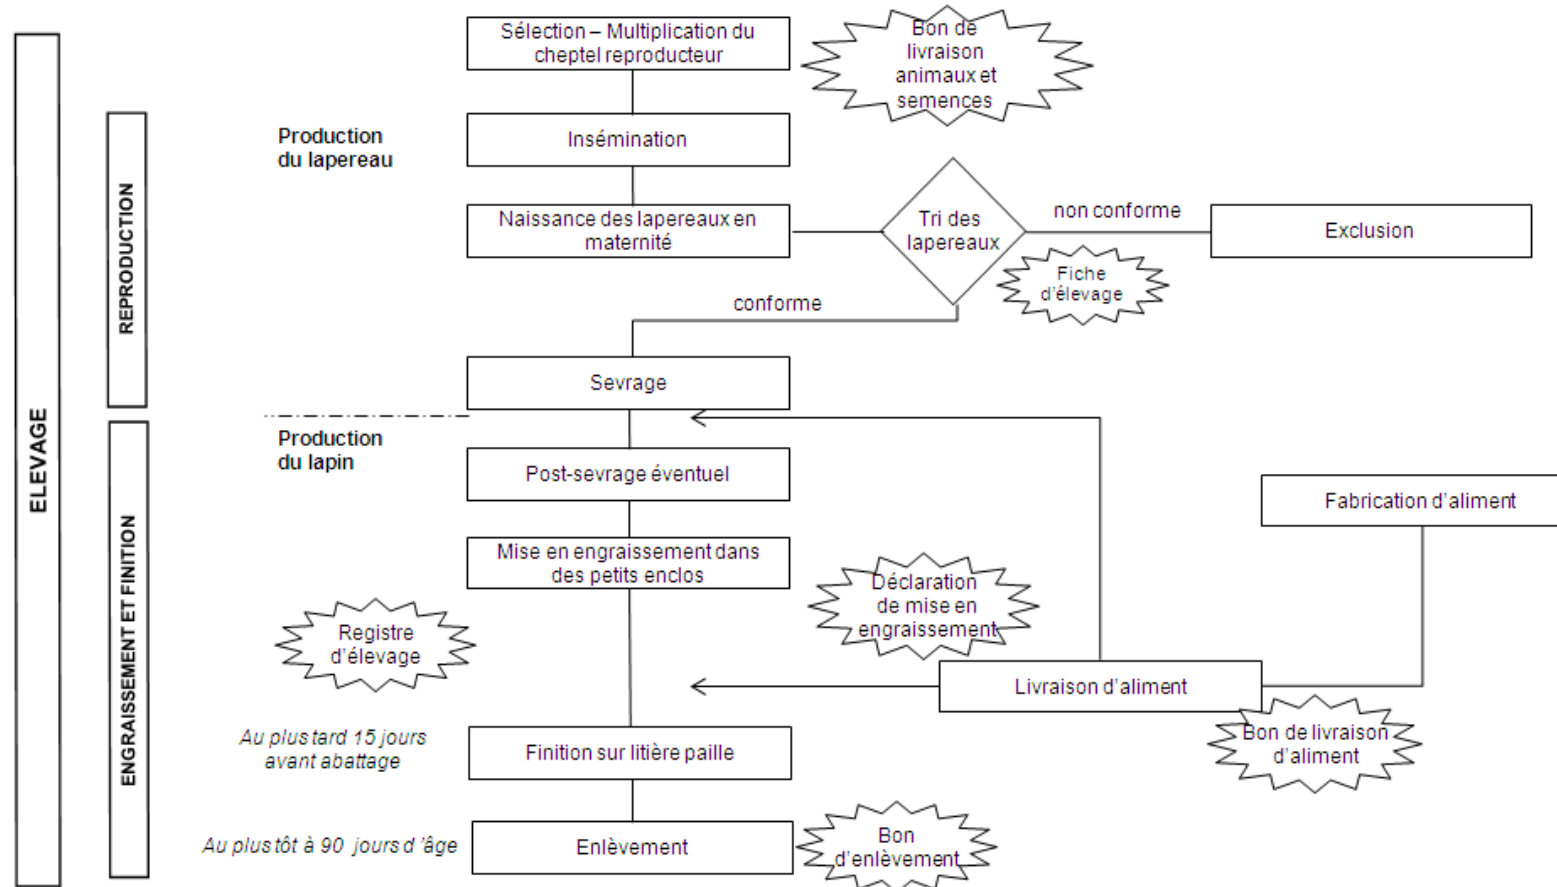 Sélection – Multiplication du
cheptel reproducteur
Bon de
livraison
animaux et
semences
ELEVAGE
REPRODUCTION
Production
du lapereau
Insémination
Naissance des lapereaux en
maternité
Tri des
lapereaux
non conforme
Exclusion
Fiche
d’élevage
conforme
Sevrage
ENGRAISSEMENT ET FINITION
Production
du lapin
Post-sevrage éventuel
Fabrication d’aliment
Mise en engraissement dans
des petits enclos
Déclaration
de mise en
engraissement
Registre
d’élevage
Livraison d’aliment
Bon de livraison
d’aliment
Au plus tard 15 jours
avant abattage
Finition sur litière paille
Au plus tôt à 90 jours d ’âge
Enlèvement
Bon
d’enlèvement